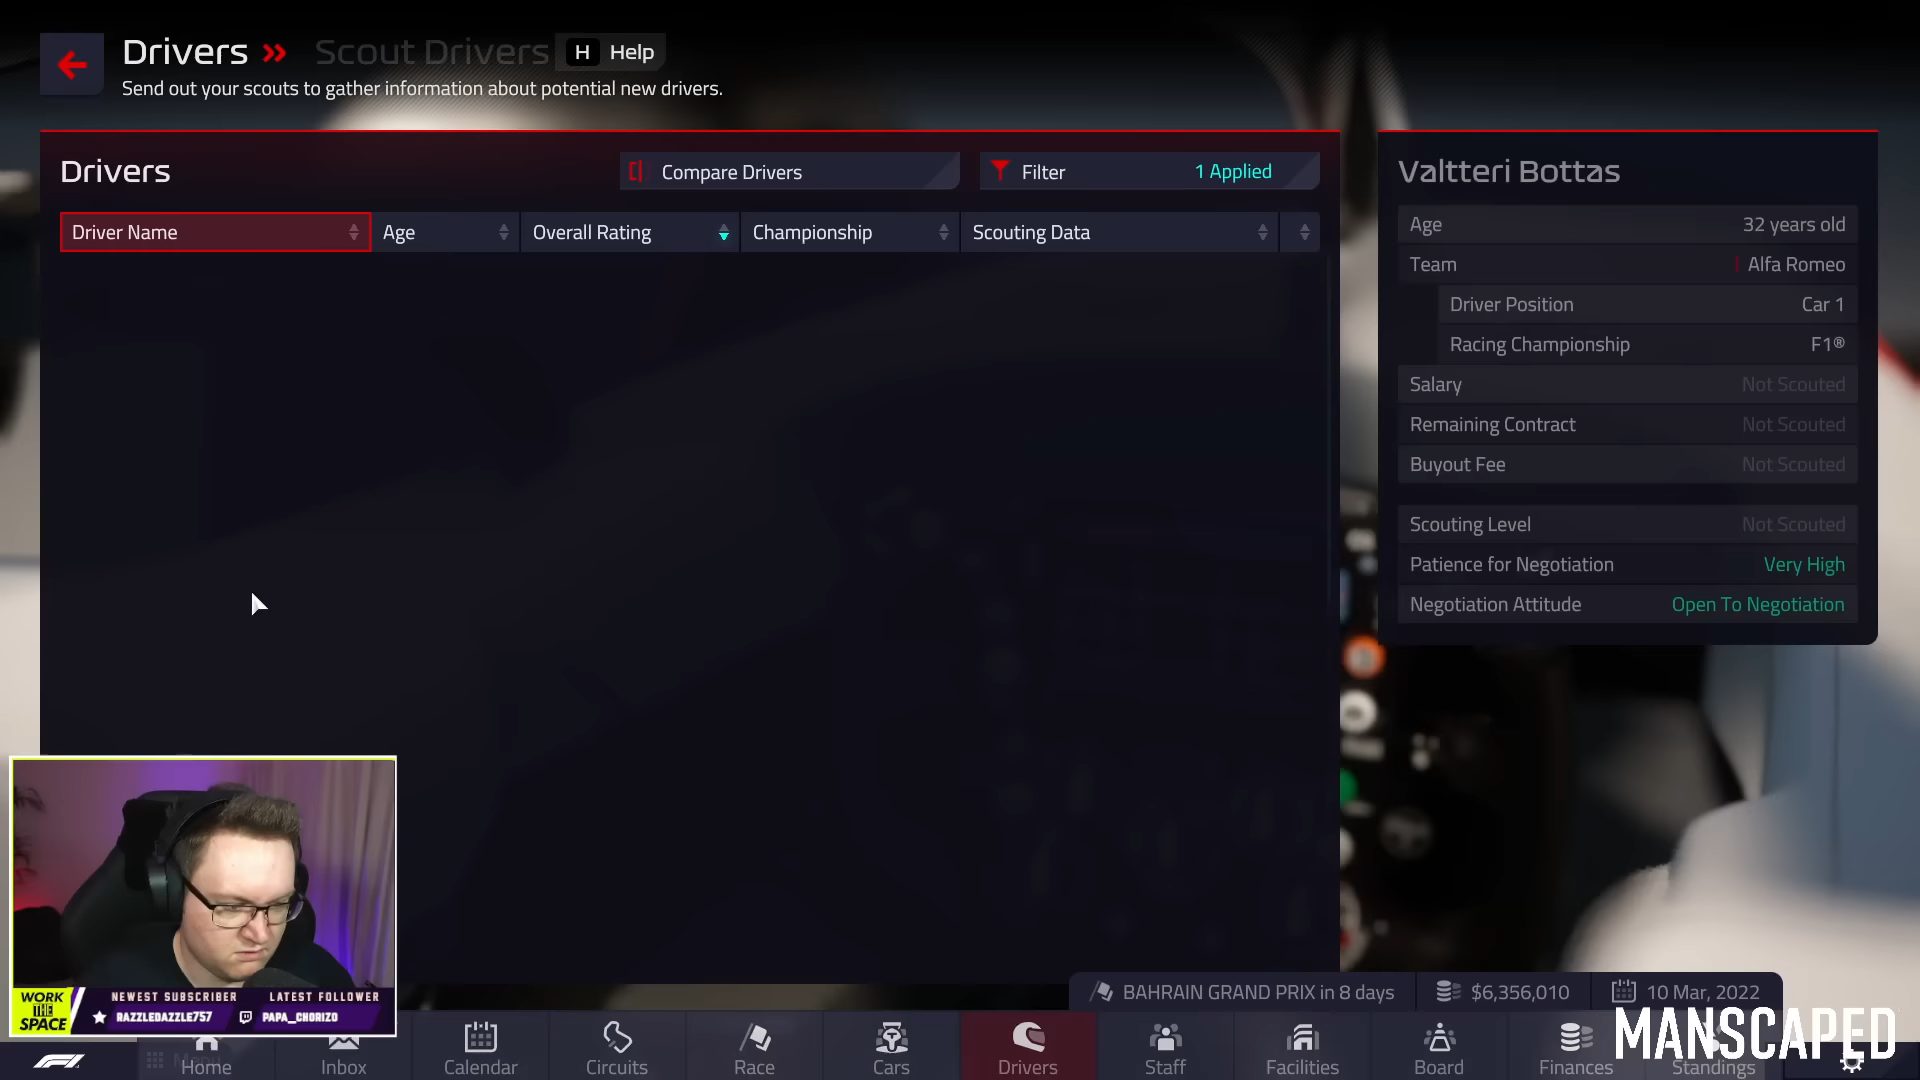 Drivers
Scout Drivers
H Help
Send out your scouts to gather information about potential new drivers.
Drivers
Compare Drivers
Filter 1 Applied
Driver Name Age Overall Rating Championship Scouting Data
Valtteri Bottas
Age 32 years old
Team Alfa Romeo
Driver Position Car 1
Racing Championship F1®
Salary Not Scouted
Remaining Contract Not Scouted
Buyout Fee Not Scouted
Scouting Level Not Scouted
Patience for Negotiation Very High
Negotiation Attitude Open To Negotiation
WORK THE SPACE
NEWEST SUBSCRIBER LATEST FOLLOWER
RAZZLEDAZZLE757 PAPA_CHORIZO
BAHRAIN GRAND PRIX in 8 days $6,356,010 10 Mar, 2022
MANSCAPED
Menu Home Inbox Calendar Circuits Race Cars Drivers Staff Facilities Board Finances Standings